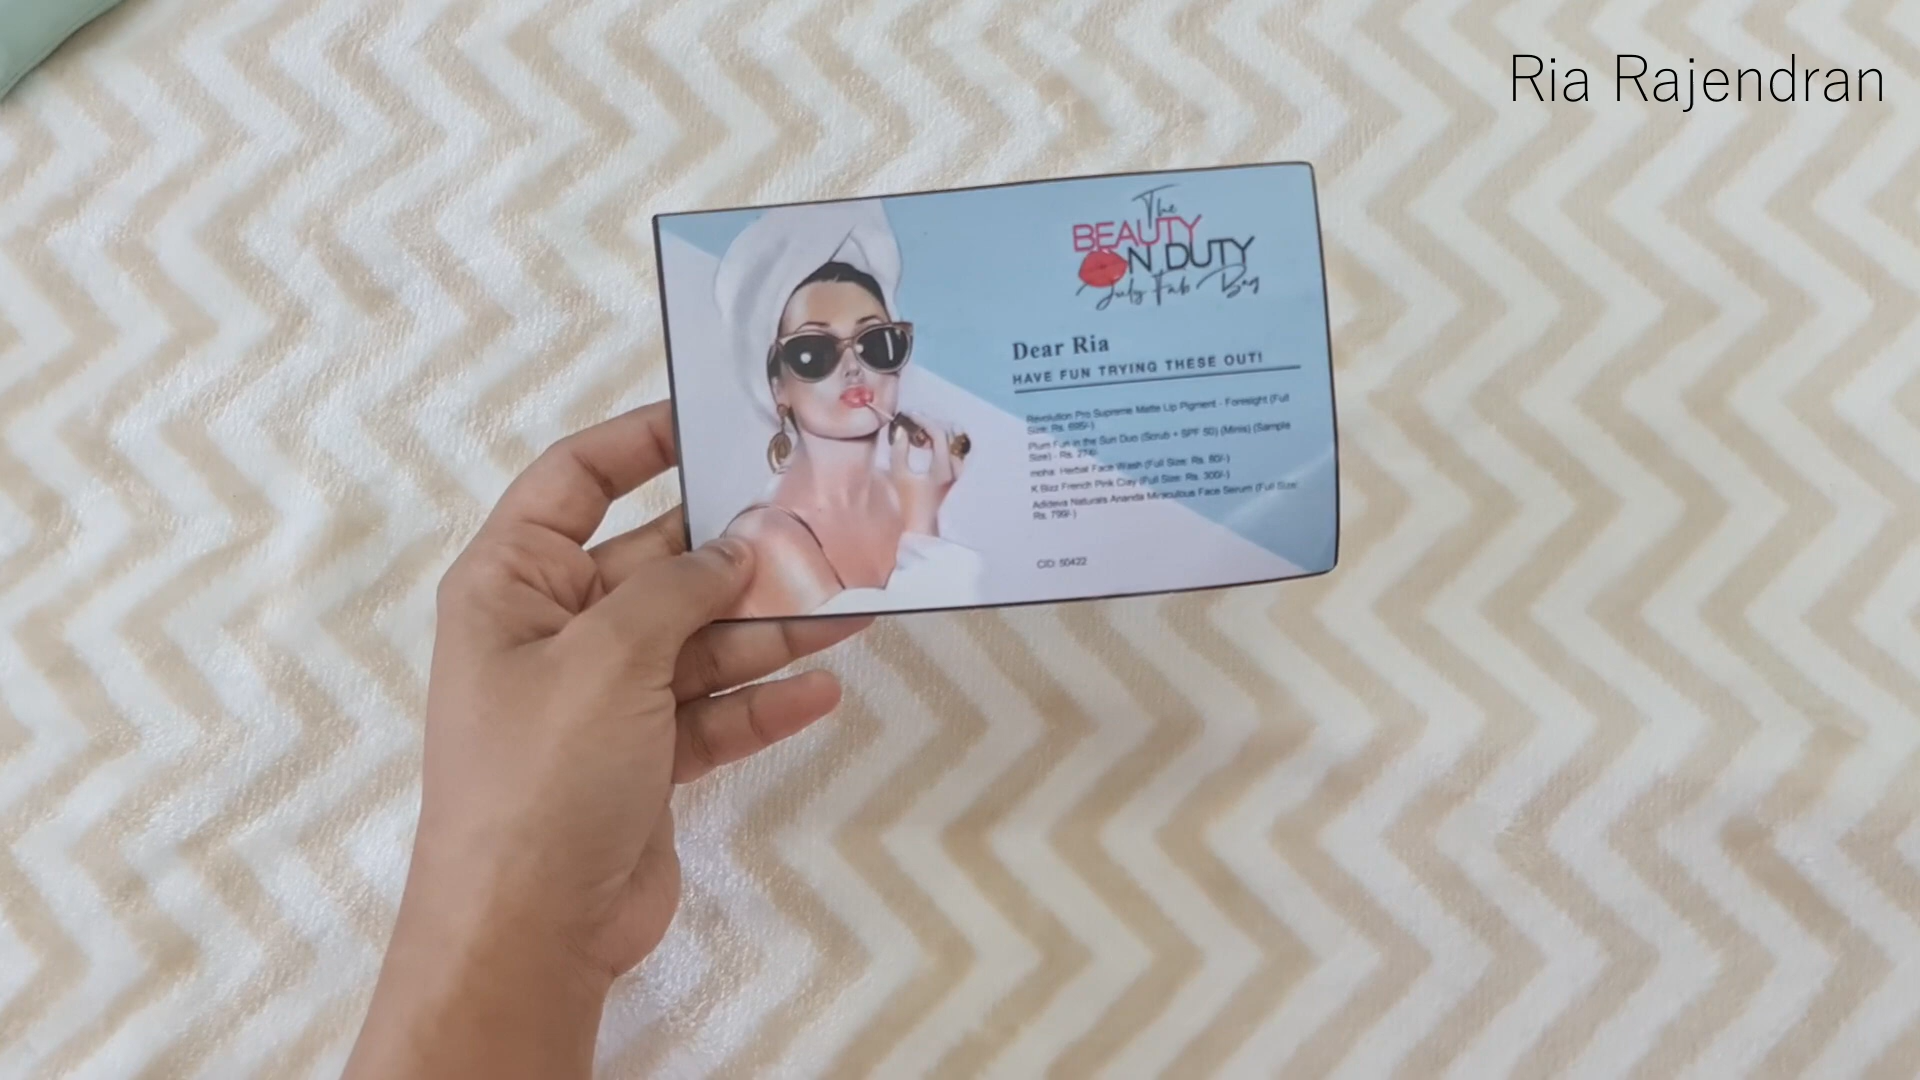 Ria Rajendran
The
BEAUTY
ON DUTY
July Fab Bag
Dear Ria
HAVE FUN TRYING THESE OUT!
Revolution Pro Supreme Matte Lip Pigment - Foresight (Full
Size: Rs. 695/-)
Plum Fun in the Sun Duo (Scrub + SPF 50) (Minis) (Sample
Size) - Rs.
moha: Herbal Face Wash (Full Size: Rs. 80/-)
K Bizz French Pink Clay (Full Size: Rs. 300/-)
Adideva Naturals Ananda Miraculous Face Serum (Full Size:
Rs. 799/-)
CID: 50422